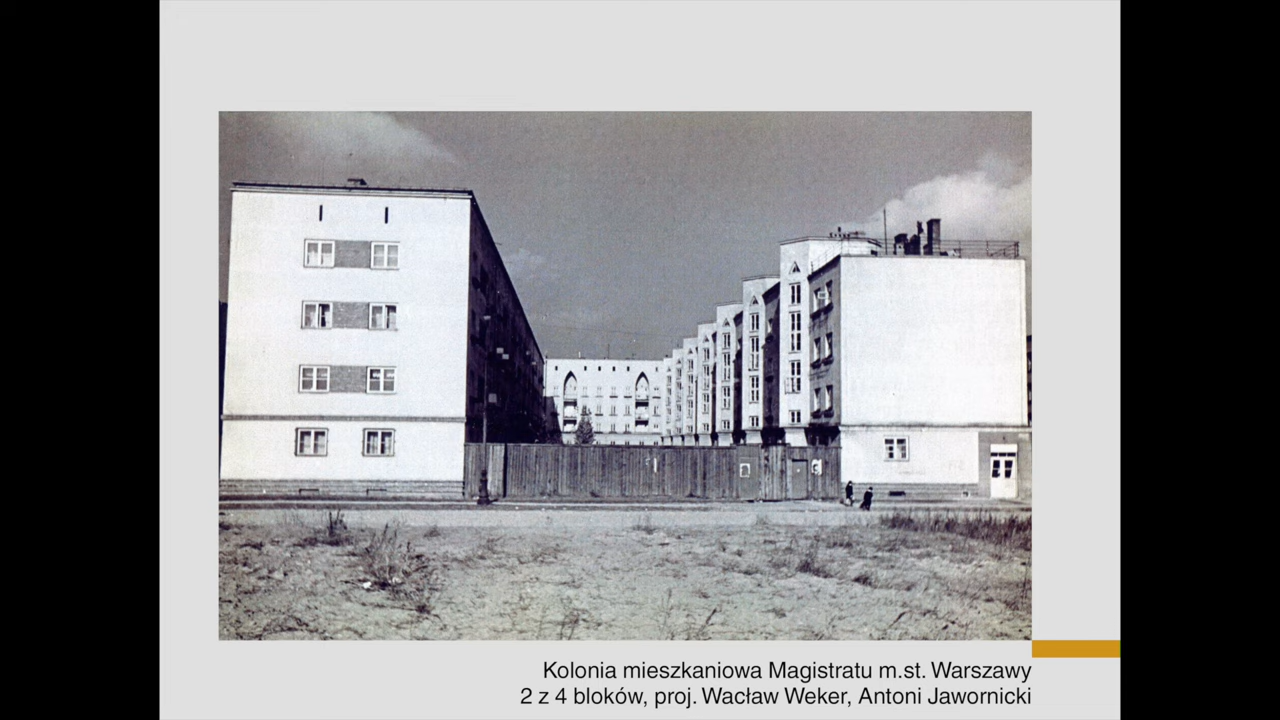 Kolonia mieszkaniowa Magistratu m.st. Warszawy
2 z 4 bloków, proj. Wacław Weker, Antoni Jawornicki